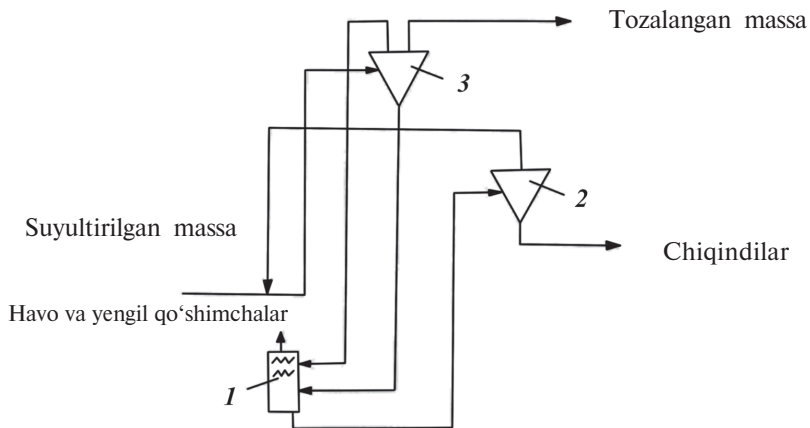 Tozalangan massa
3
2
Suyultirilgan massa
Chiqindilar
Havo va yengil qo‘shimchalar
1